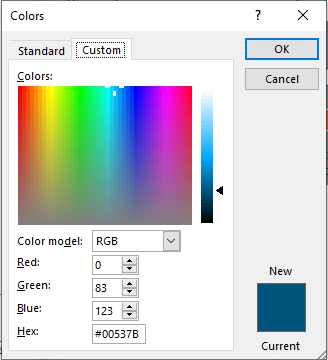 Colors
?
Standard
Custom
OK
Cancel
Colors:
Color model: RGB
Red: 0
Green: 83
Blue: 123
Hex: #00537B
New
Current